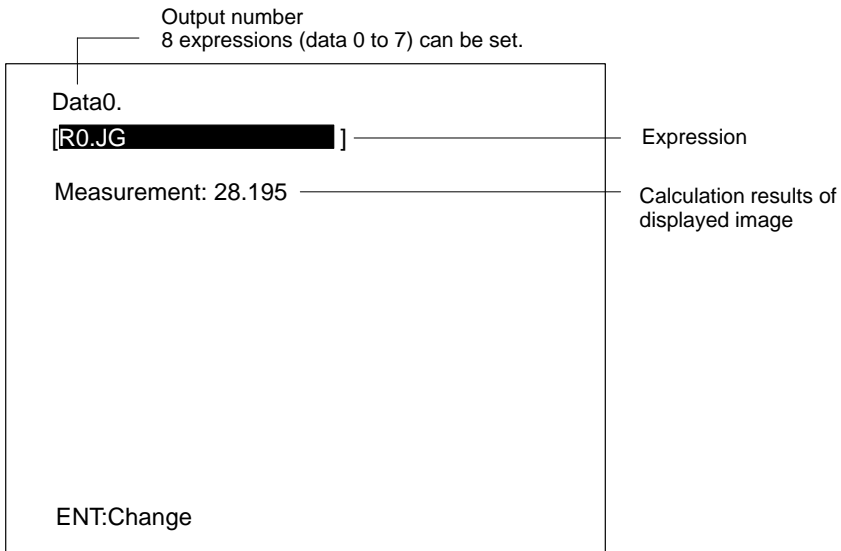 Output number
8 expressions (data 0 to 7) can be set.
Data0.
[R0.JG ]
Expression
Measurement: 28.195
Calculation results of
displayed image
ENT:Change